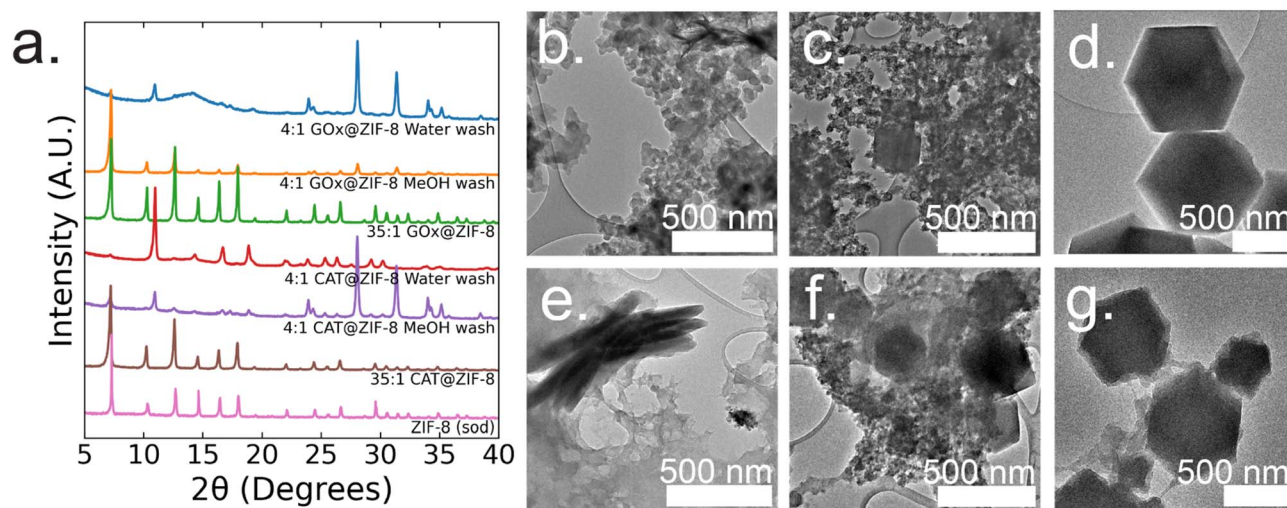 a.
Intensity (A.U.)
4:1 GOx@ZIF-8 Water wash
4:1 GOx@ZIF-8 MeOH wash
35:1 GOx@ZIF-8
4:1 CAT@ZIF-8 Water wash
4:1 CAT@ZIF-8 MeOH wash
35:1 CAT@ZIF-8
ZIF-8 (sod)
5 10 15 20 25 30 35 40
2θ (Degrees)
b.
500 nm
c.
500 nm
d.
500 nm
e.
500 nm
f.
500 nm
g.
500 nm